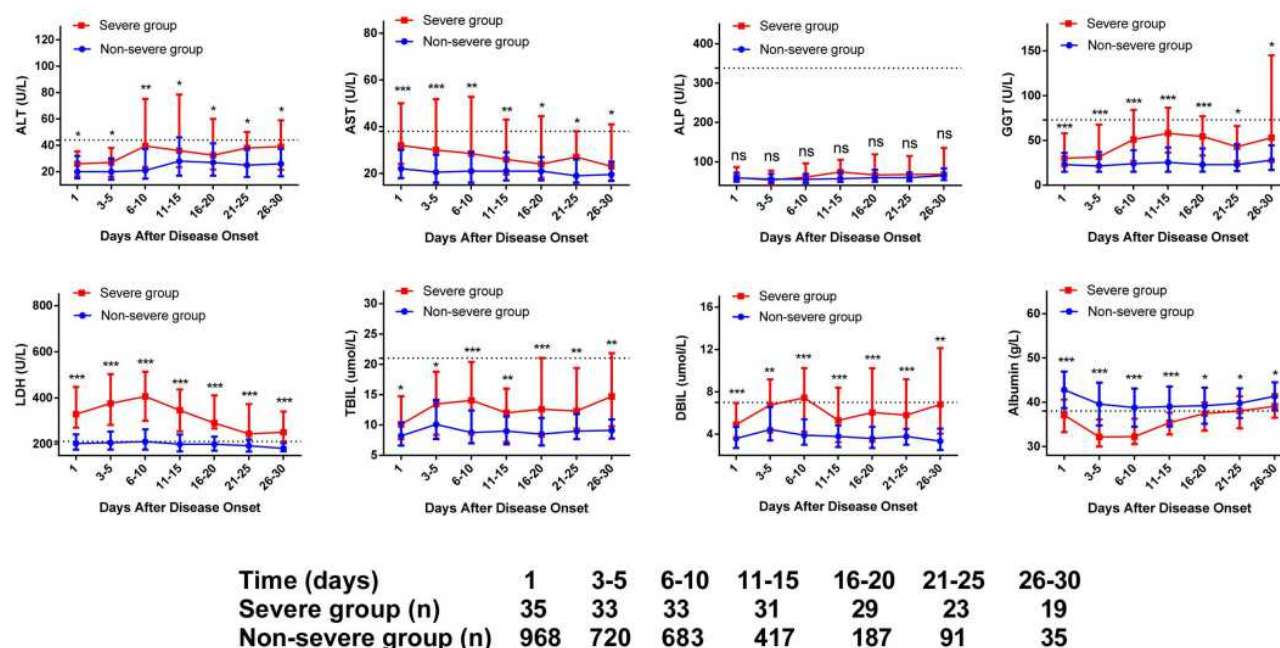 Severe group
Non-severe group
ALT (U/L)
120
100
80
60
40
20
* * ** * * * *
1 3-5 6-10 11-15 16-20 21-25 26-30
Days After Disease Onset
Severe group
Non-severe group
AST (U/L)
80
60
40
20
*** *** ** ** * * *
1 3-5 6-10 11-15 16-20 21-25 26-30
Days After Disease Onset
Severe group
Non-severe group
ALP (U/L)
400
300
200
100
ns ns ns ns ns ns ns
1 3-5 6-10 11-15 16-20 21-25 26-30
Days After Disease Onset
Severe group
Non-severe group
GGT (U/L)
150
100
50
0
*** *** *** *** *** * *
1 3-5 6-10 11-15 16-20 21-25 26-30
Days After Disease Onset
Severe group
Non-severe group
LDH (U/L)
800
600
400
200
*** *** *** *** *** *** ***
1 3-5 6-10 11-15 16-20 21-25 26-30
Days After Disease Onset
Severe group
Non-severe group
TBIL (umol/L)
30
25
20
15
10
5
* * *** ** *** ** **
1 3-5 6-10 11-15 16-20 21-25 26-30
Days After Disease Onset
Severe group
Non-severe group
DBIL (umol/L)
16
12
8
4
*** ** *** *** *** *** **
1 3-5 6-10 11-15 16-20 21-25 26-30
Days After Disease Onset
Severe group
Non-severe group
Albumin (g/L)
60
50
40
30
*** *** *** *** * * *
1 3-5 6-10 11-15 16-20 21-25 26-30
Days After Disease Onset
Time (days) 1 3-5 6-10 11-15 16-20 21-25 26-30
Severe group (n) 35 33 33 31 29 23 19
Non-severe group (n) 968 720 683 417 187 91 35